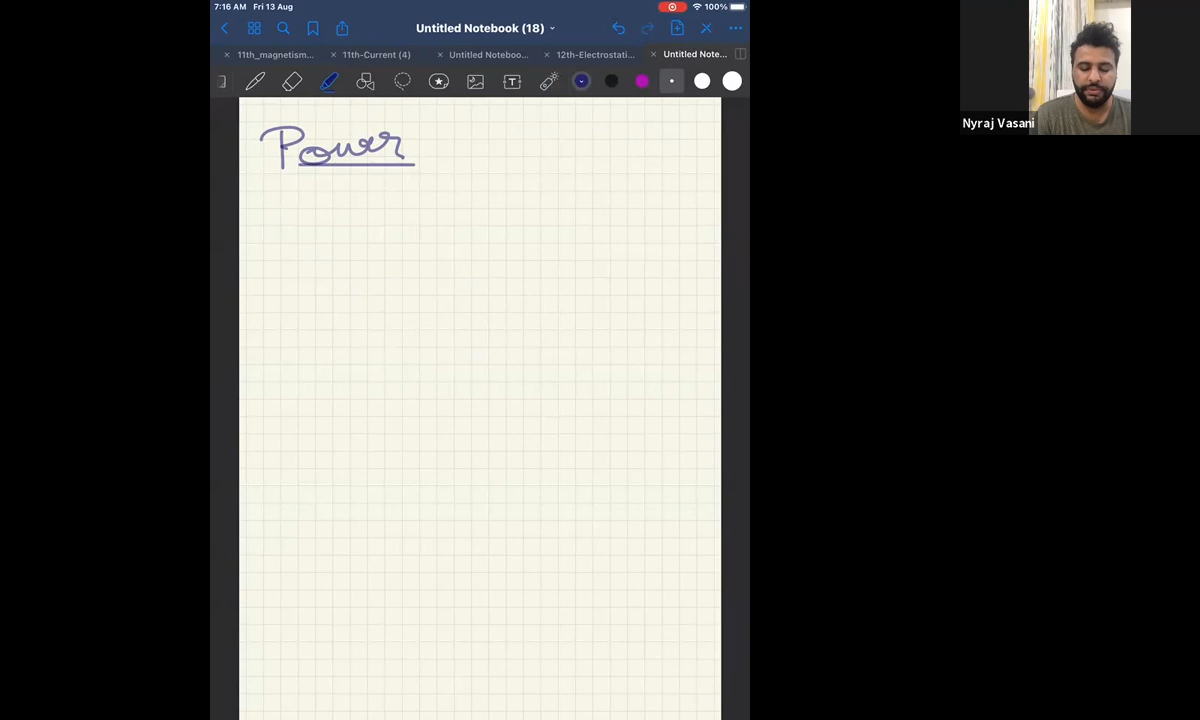 7:16 AM Fri 13 Aug 100%
Untitled Notebook (18)
11th_magnetism... 11th-Current (4) Untitled Noteboo... 12th-Electrostati... Untitled Note...
Power
Nyraj Vasani